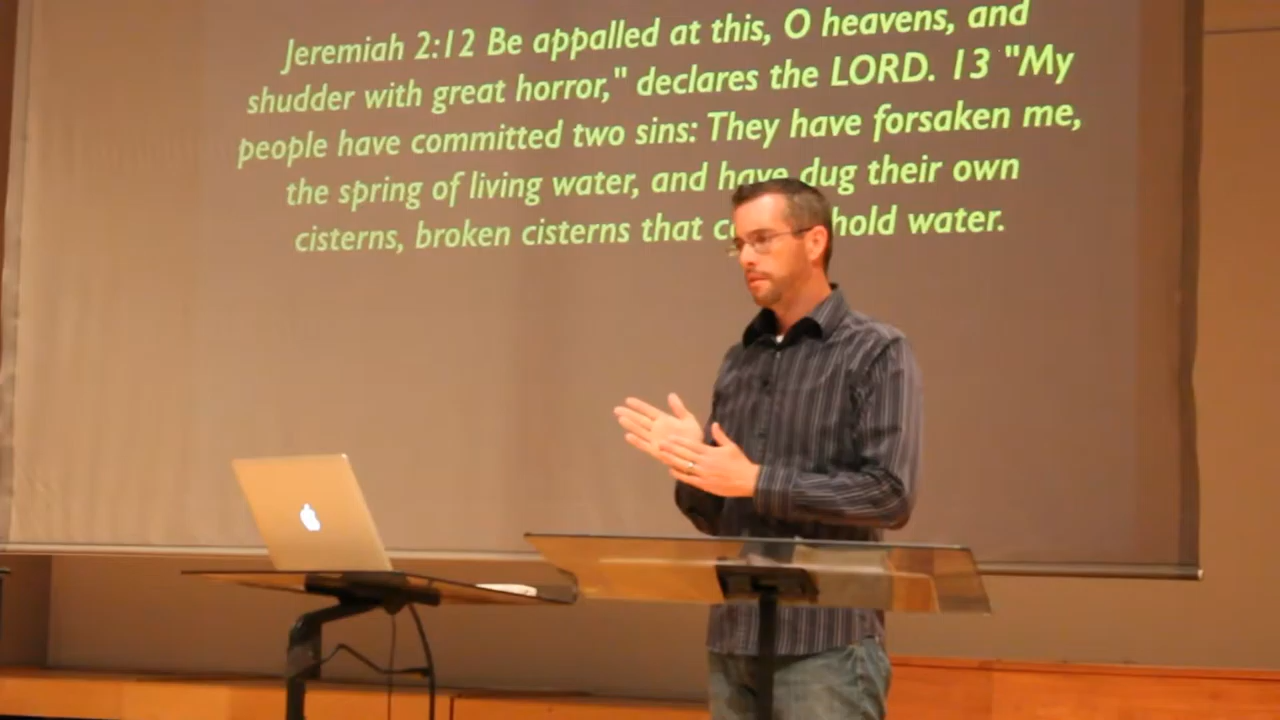 Jeremiah 2:12 Be appalled at this, O heavens, and
shudder with great horror," declares the LORD. 13 "My
people have committed two sins: They have forsaken me,
the spring of living water, and have dug their own
cisterns, broken cisterns that hold water.